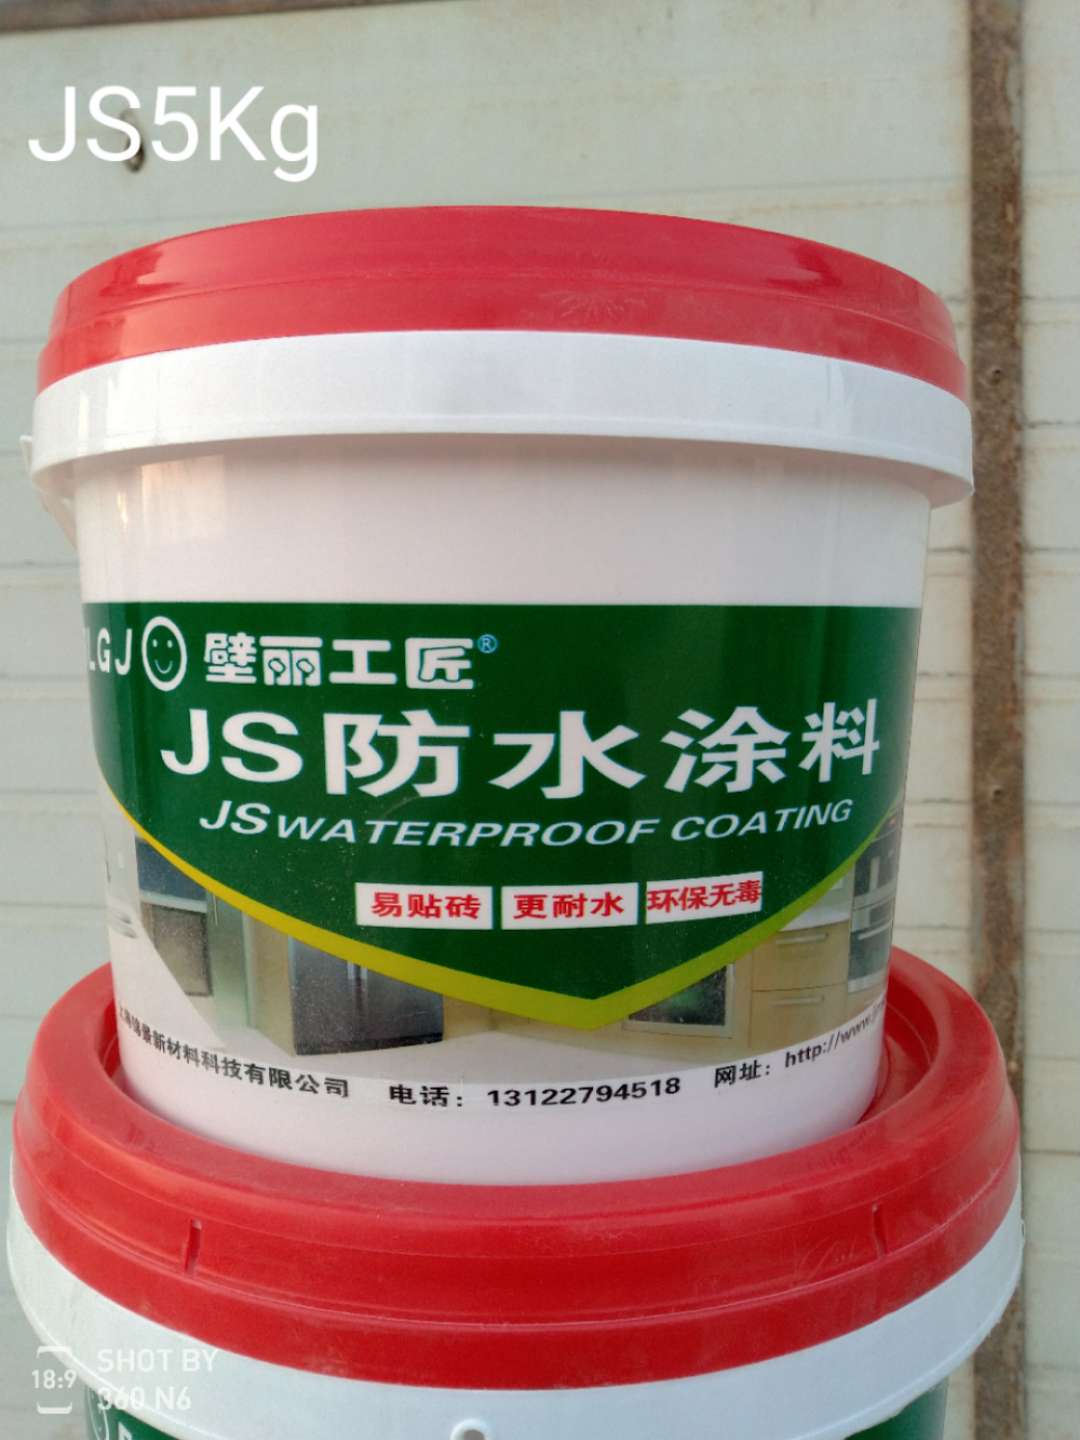 JS5Kg
LGJ 壁丽工匠®
JS防水涂料
JS WATERPROOF COATING
易贴砖 更耐水 环保无毒
新材料科技有限公司 电话：13122794518 网址：http://www.
SHOT BY
18:9
360 N6